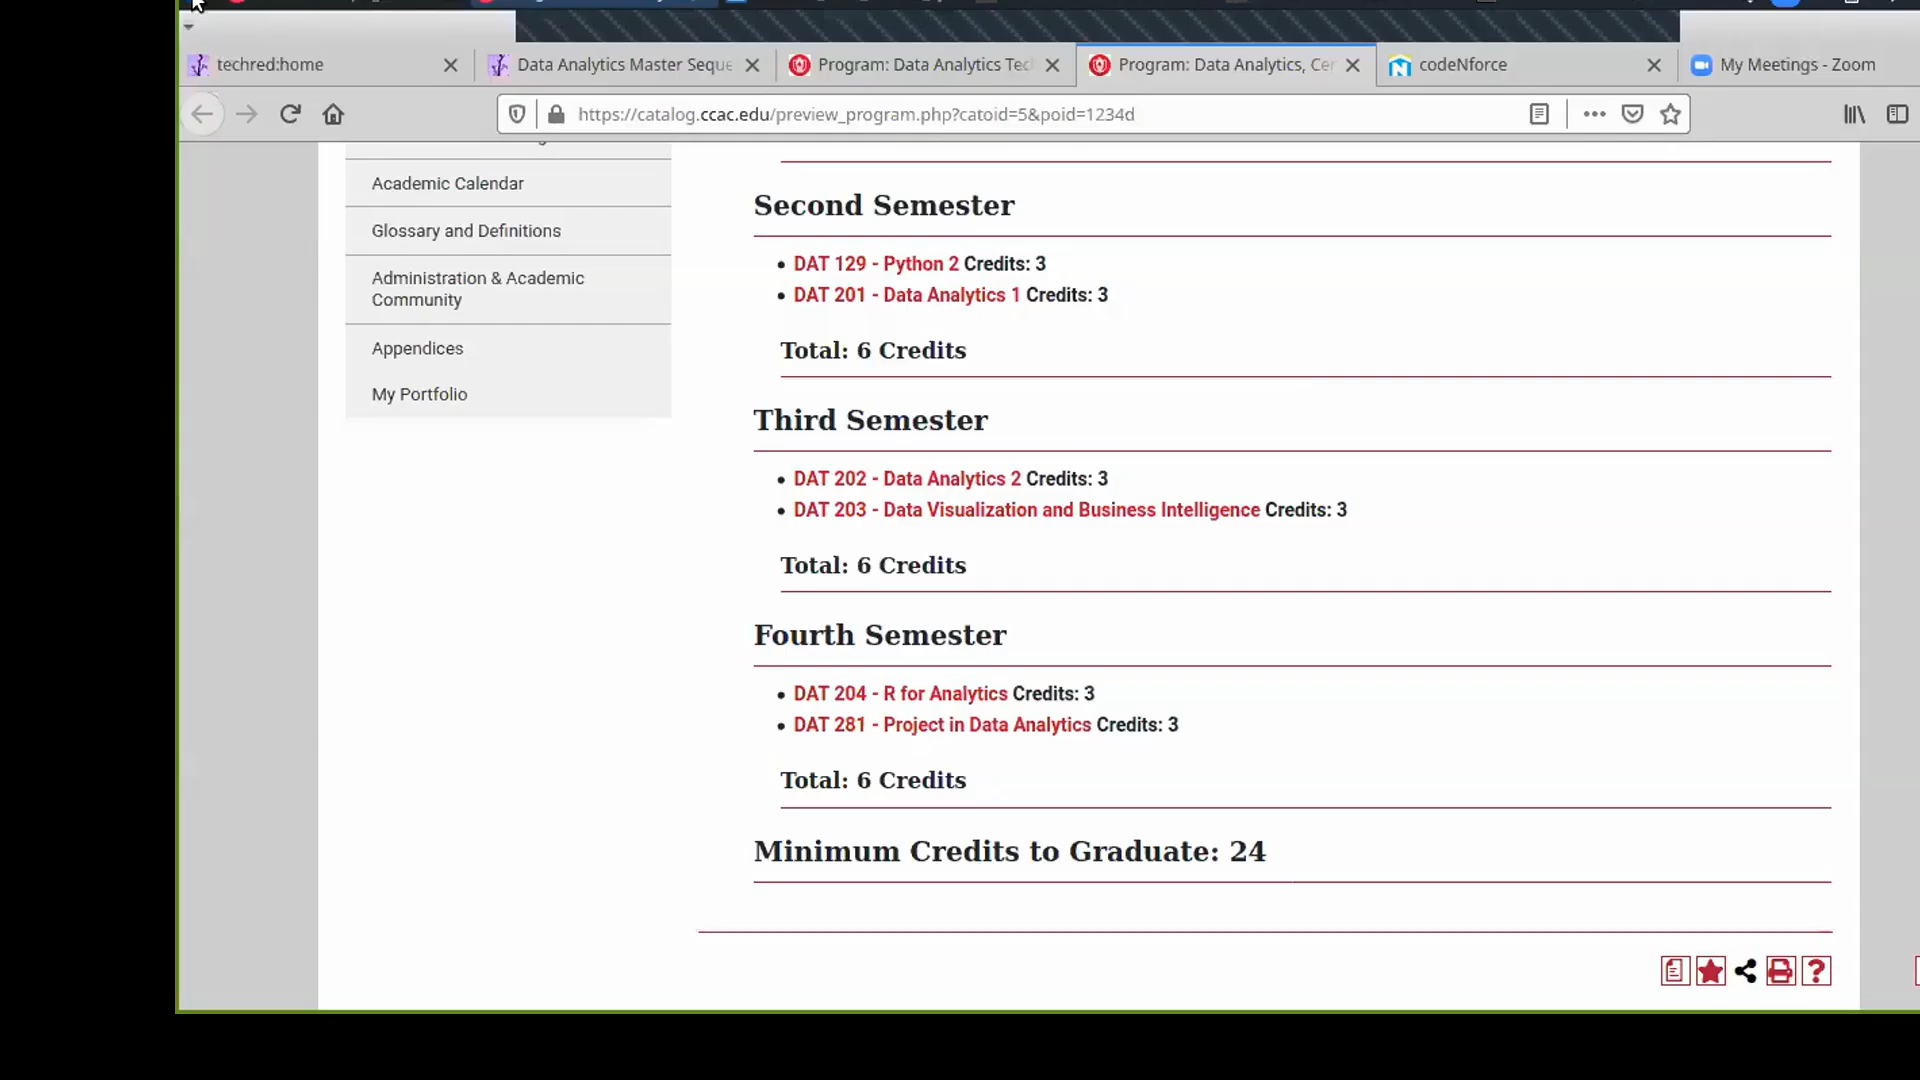 techred:home
Data Analytics Master Seque
Program: Data Analytics Tec
Program: Data Analytics, Cer
codeNforce
My Meetings - Zoom
https://catalog.ccac.edu/preview_program.php?catoid=5&poid=1234d
Academic Calendar
Glossary and Definitions
Administration & Academic
Community
Appendices
My Portfolio
Second Semester
• DAT 129 - Python 2 Credits: 3
• DAT 201 - Data Analytics 1 Credits: 3
Total: 6 Credits
Third Semester
• DAT 202 - Data Analytics 2 Credits: 3
• DAT 203 - Data Visualization and Business Intelligence Credits: 3
Total: 6 Credits
Fourth Semester
• DAT 204 - R for Analytics Credits: 3
• DAT 281 - Project in Data Analytics Credits: 3
Total: 6 Credits
Minimum Credits to Graduate: 24